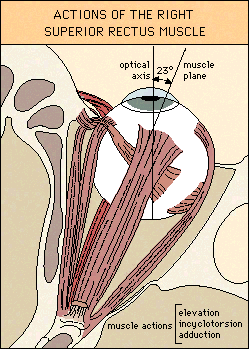 ACTIONS OF THE RIGHT
SUPERIOR RECTUS MUSCLE
optical
axis
23°
muscle
plane
muscle actions
elevation
incyclotorsion
adduction